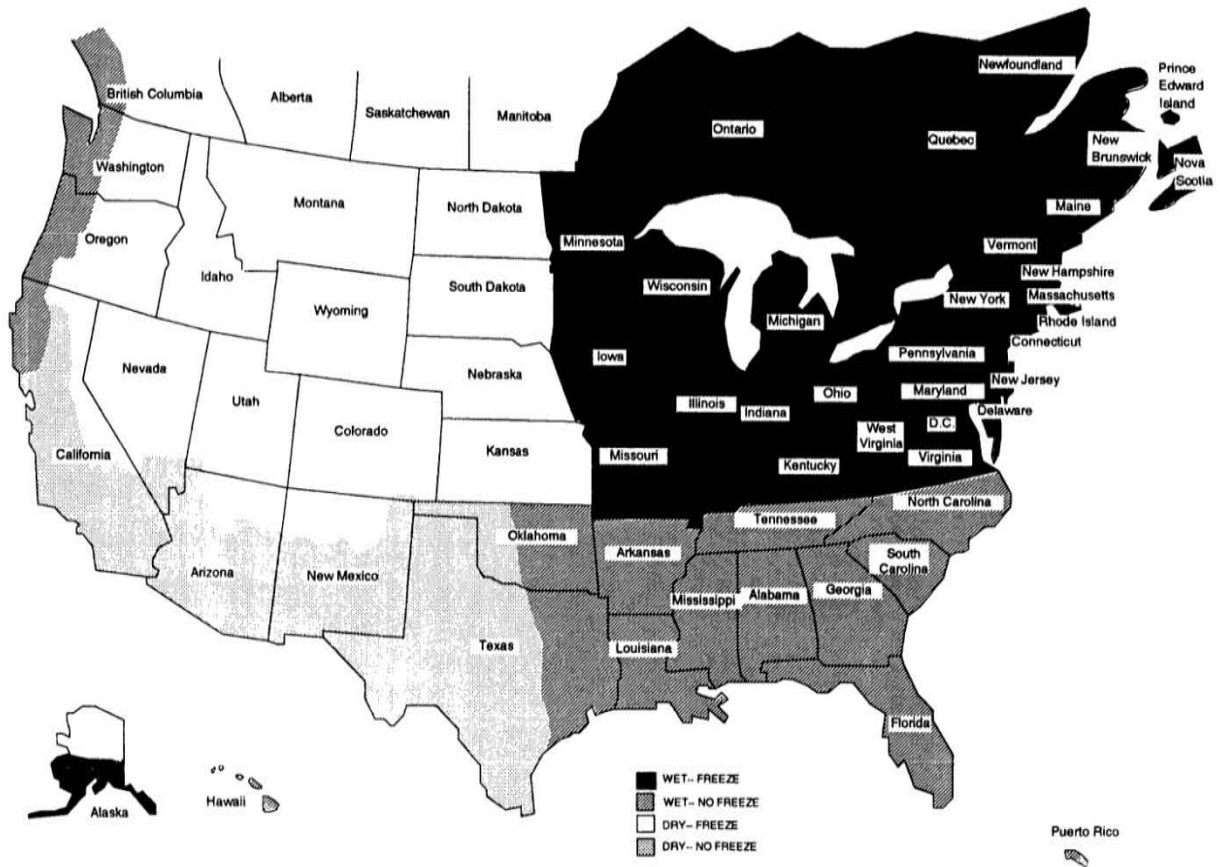 British Columbia
Alberta
Saskatchewan
Manitoba
Ontario
Quebec
Newfoundland
Prince
Edward
Island
New
Brunswick
Nova
Scotia
Washington
Montana
North Dakota
Minnesota
Maine
Oregon
Idaho
Wyoming
South Dakota
Wisconsin
Michigan
Vermont
New Hampshire
New York
Massachusetts
Rhode Island
Connecticut
Nevada
Utah
Colorado
Nebraska
Iowa
Illinois
Indiana
Ohio
Pennsylvania
Maryland
New Jersey
Delaware
D.C.
West
Virginia
Virginia
California
Kansas
Missouri
Kentucky
North Carolina
Tennessee
Arizona
New Mexico
Oklahoma
Arkansas
South
Carolina
Mississippi
Alabama
Georgia
Texas
Louisiana
Florida
Alaska
Hawaii
WET-- FREEZE
WET-- NO FREEZE
DRY-- FREEZE
DRY-- NO FREEZE
Puerto Rico